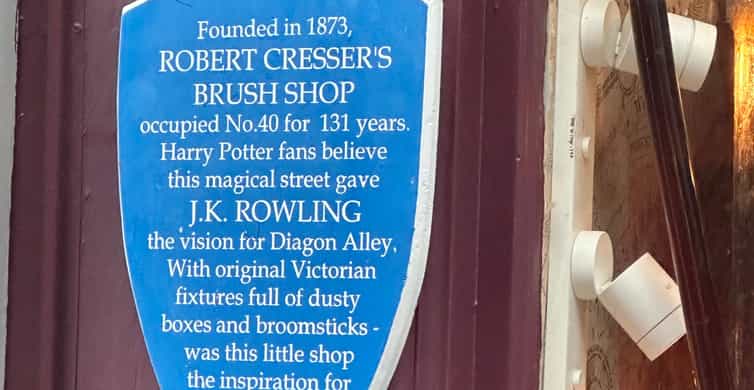 Founded in 1873,
ROBERT CRESSER'S
BRUSH SHOP
occupied No.40 for 131 years.
Harry Potter fans believe
this magical street gave
J.K. ROWLING
the vision for Diagon Alley.
With original Victorian
fixtures full of dusty
boxes and broomsticks -
was this little shop
the inspiration for